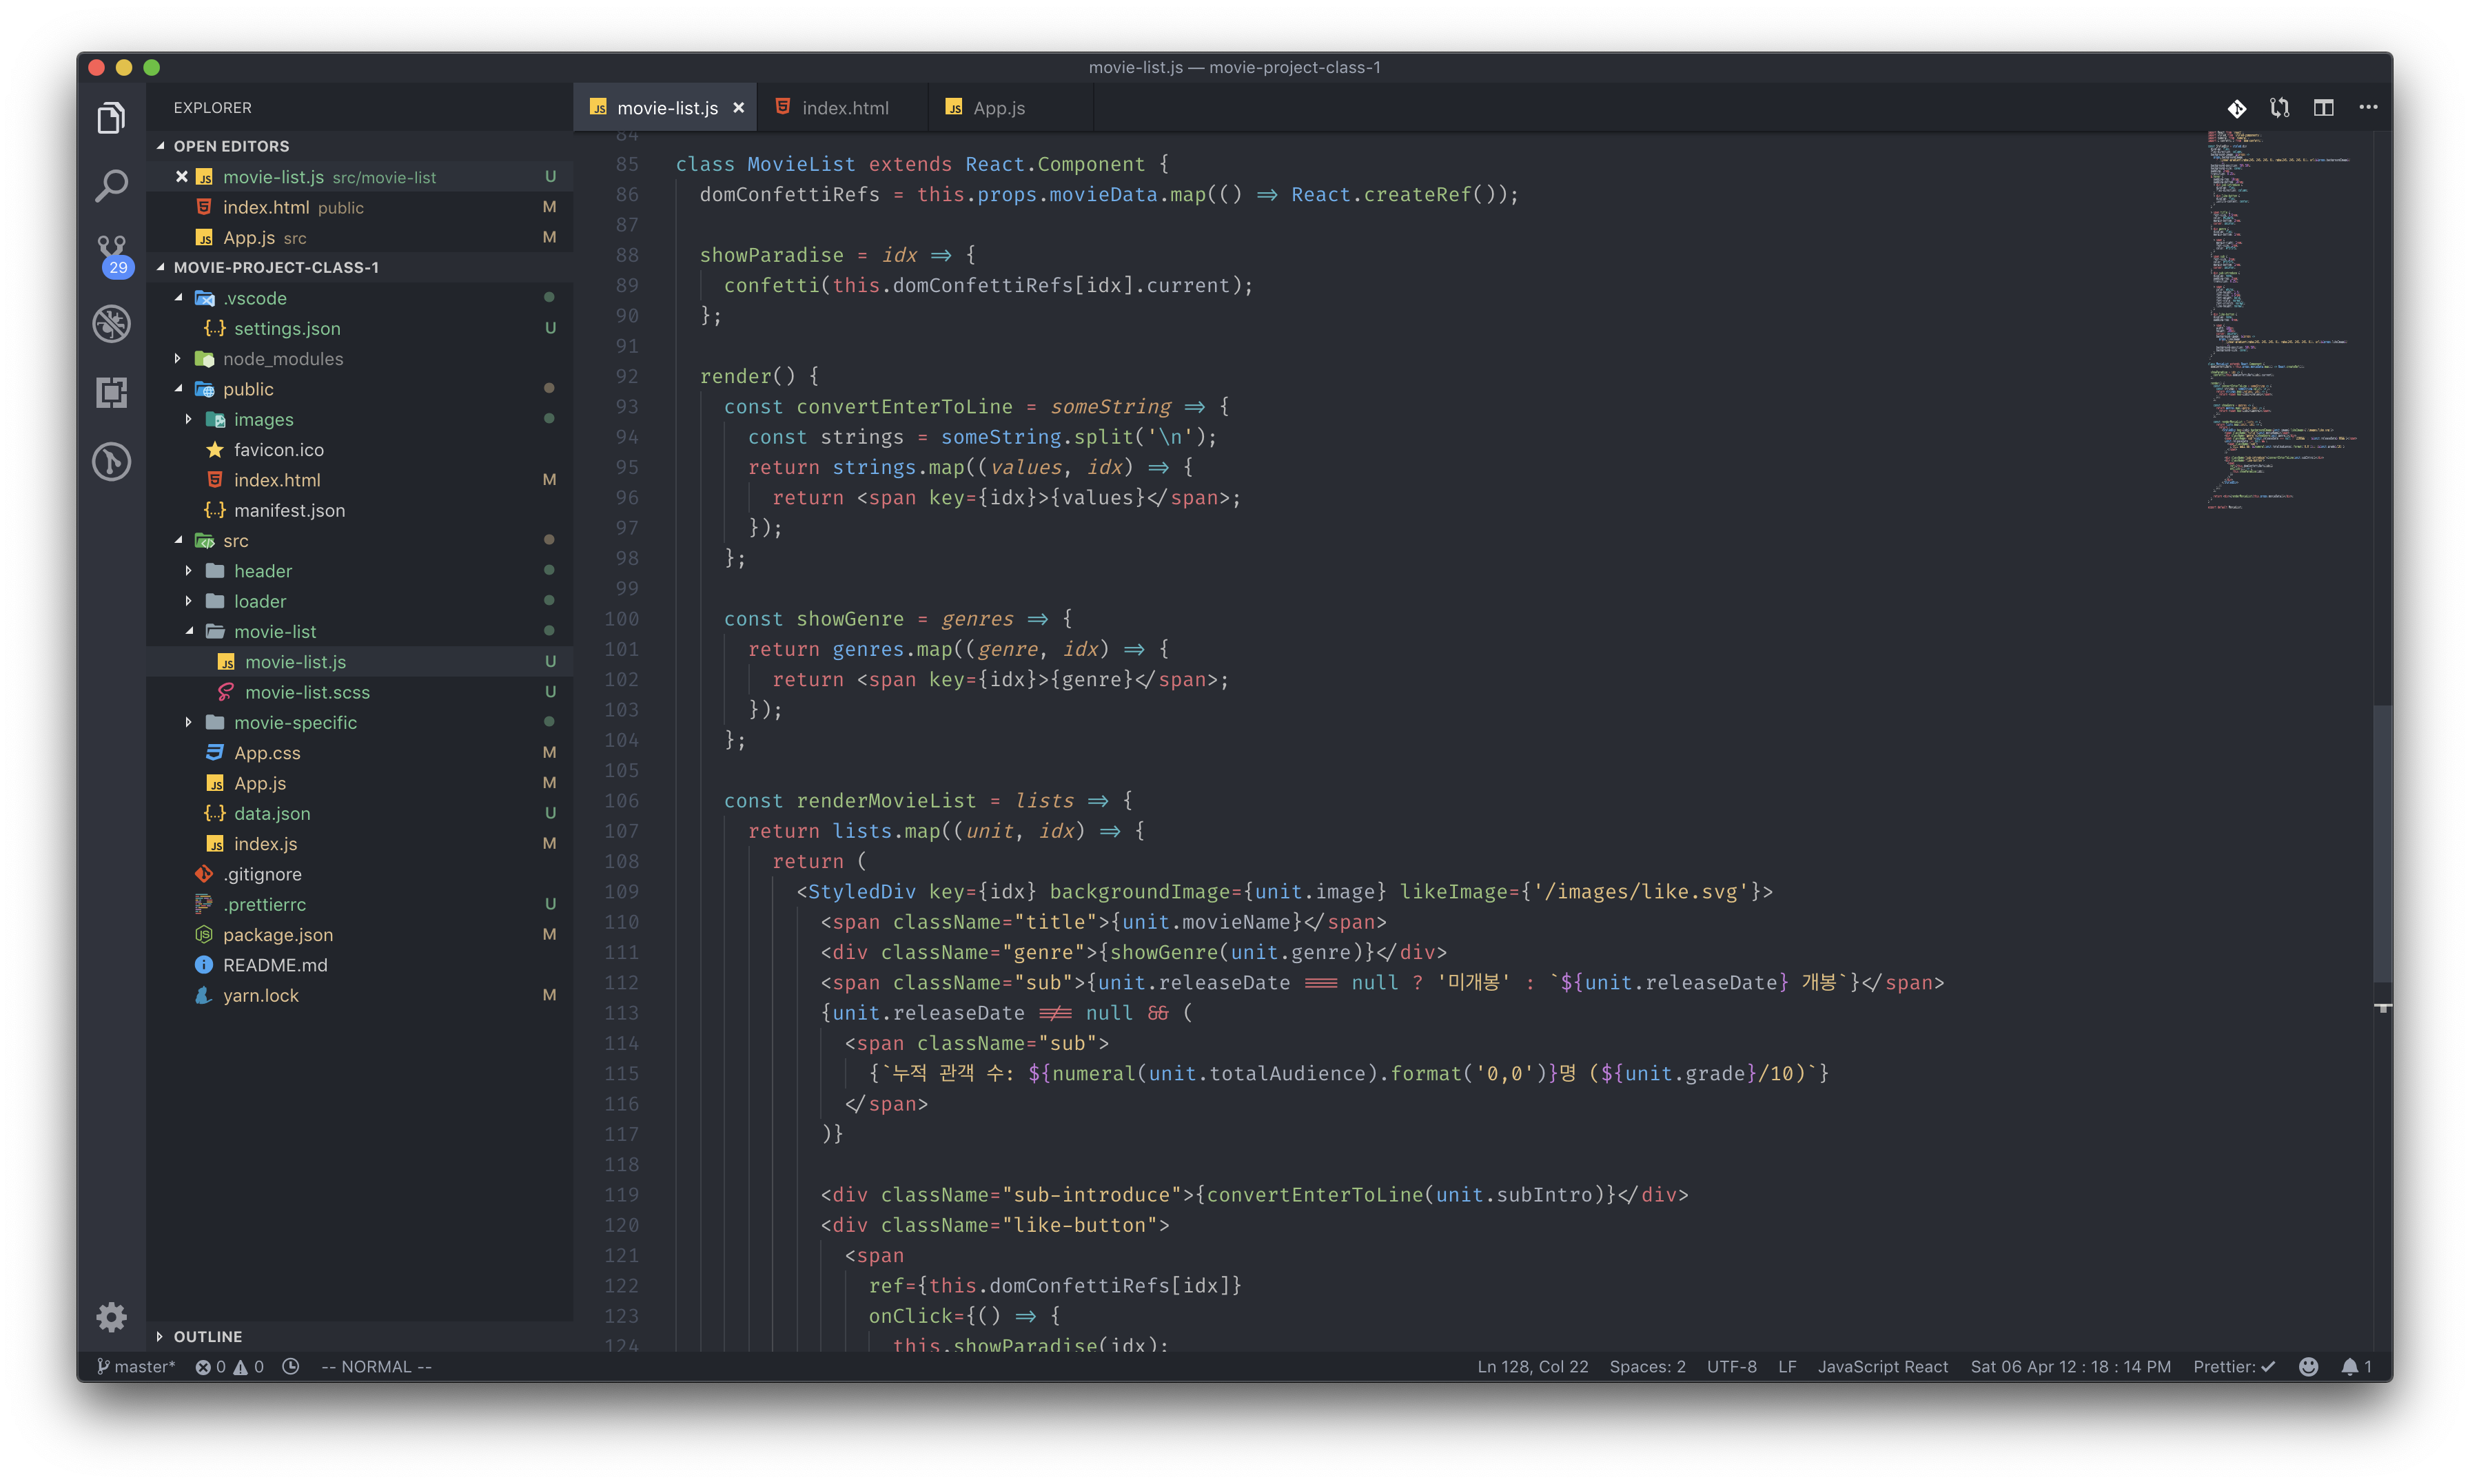 movie-list.js — movie-project-class-1
EXPLORER
OPEN EDITORS
movie-list.js src/movie-list U
index.html public M
App.js src M
MOVIE-PROJECT-CLASS-1
.vscode
settings.json U
node_modules
public
images
favicon.ico
index.html M
manifest.json
src
header
loader
movie-list
movie-list.js U
movie-list.scss U
movie-specific
App.css M
App.js M
data.json U
index.js M
.gitignore
.prettierrc U
package.json M
README.md
yarn.lock M
OUTLINE
29
movie-list.js index.html App.js
84
85 class MovieList extends React.Component {
86 domConfettiRefs = this.props.movieData.map(() => React.createRef());
87
88 showParadise = idx => {
89 confetti(this.domConfettiRefs[idx].current);
90 };
91
92 render() {
93 const convertEnterToLine = someString => {
94 const strings = someString.split('\n');
95 return strings.map((values, idx) => {
96 return <span key={idx}>{values}</span>;
97 });
98 };
99
100 const showGenre = genres => {
101 return genres.map((genre, idx) => {
102 return <span key={idx}>{genre}</span>;
103 });
104 };
105
106 const renderMovieList = lists => {
107 return lists.map((unit, idx) => {
108 return (
109 <StyledDiv key={idx} backgroundImage={unit.image} likeImage={'/images/like.svg'}>
110 <span className="title">{unit.movieName}</span>
111 <div className="genre">{showGenre(unit.genre)}</div>
112 <span className="sub">{unit.releaseDate === null ? '미개봉' : `${unit.releaseDate} 개봉`}</span>
113 {unit.releaseDate !== null && (
114 <span className="sub">
115 {`누적 관객 수: ${numeral(unit.totalAudience).format('0,0')}명 (${unit.grade}/10)`}
116 </span>
117 )}
118
119 <div className="sub-introduce">{convertEnterToLine(unit.subIntro)}</div>
120 <div className="like-button">
121 <span
122 ref={this.domConfettiRefs[idx]}
123 onClick={() => {
124 this.showParadise(idx);
master* 0 0 -- NORMAL -- Ln 128, Col 22 Spaces: 2 UTF-8 LF JavaScript React Sat 06 Apr 12 : 18 : 14 PM Prettier: ✓ 1